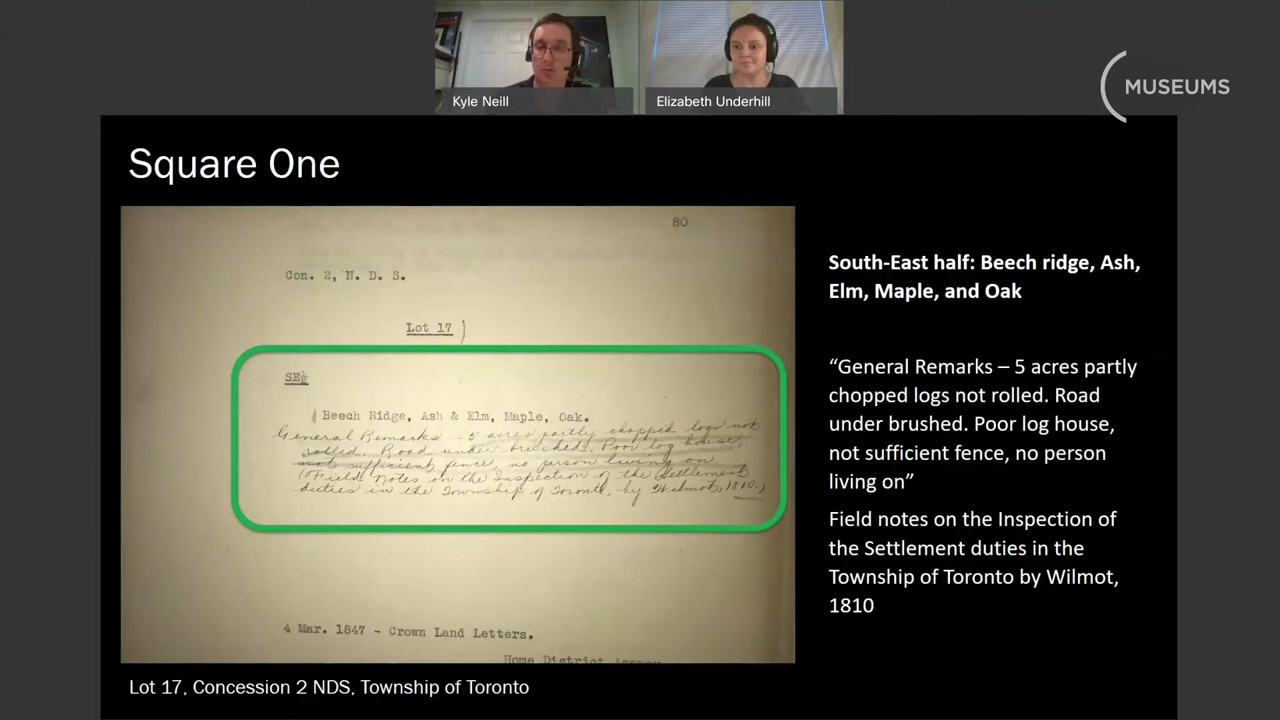 Kyle Neill
Elizabeth Underhill
MUSEUMS
Square One
80
Con. 2, N. D. S.
Lot 17
SE½
Beech Ridge, Ash & Elm, Maple, Oak.
General Remarks - 5 acres partly chopped logs not
rolled. Road under brushed. Poor log house,
not sufficient fence, no person living on
(Field Notes on the Inspection of the Settlement
duties in the Township of Toronto, by Wilmot, 1810.)
4 Mar. 1847 - Crown Land Letters.
Home District Agency
South-East half: Beech ridge, Ash,
Elm, Maple, and Oak
“General Remarks – 5 acres partly
chopped logs not rolled. Road
under brushed. Poor log house,
not sufficient fence, no person
living on”
Field notes on the Inspection of
the Settlement duties in the
Township of Toronto by Wilmot,
1810
Lot 17, Concession 2 NDS, Township of Toronto